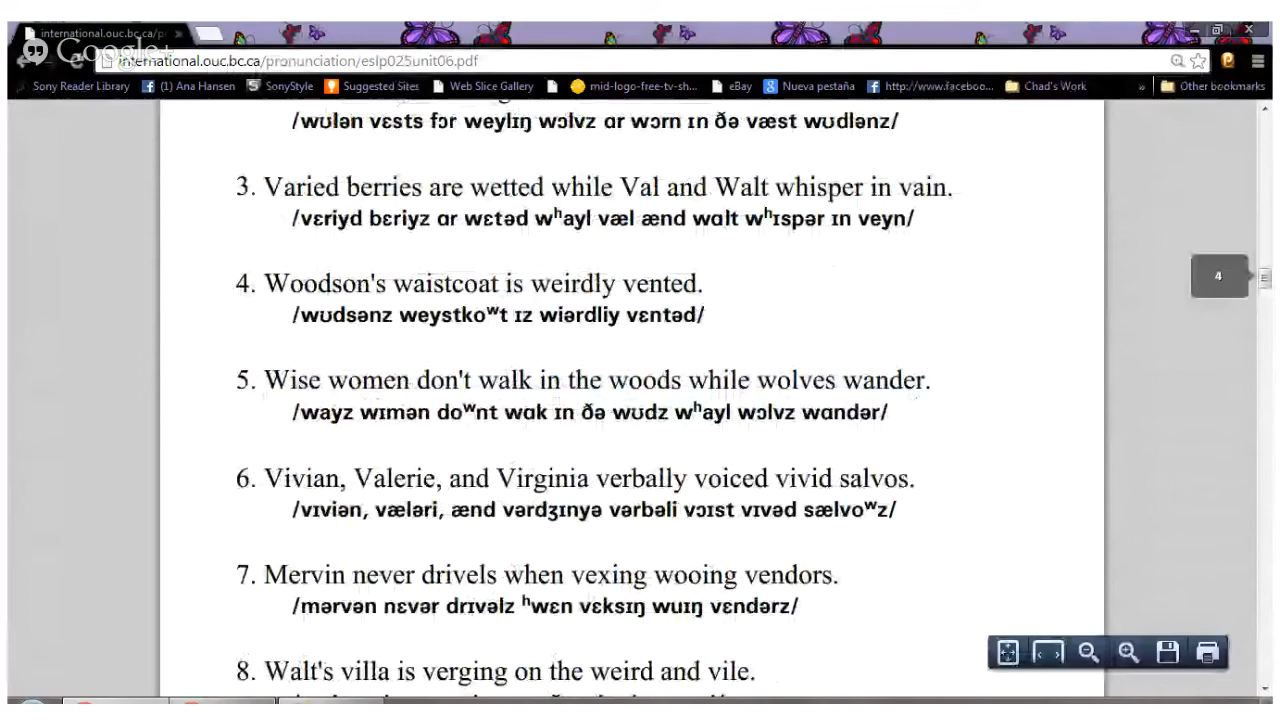 international.ouc.bc.ca/p
Google+
international.ouc.bc.ca/pronunciation/eslp025unit06.pdf
Sony Reader Library (1) Ana Hansen SonyStyle Suggested Sites Web Slice Gallery mid-logo-free-tv-sh... eBay Nueva pestaña http://www.faceboo... Chad's Work » Other bookmarks
/wʊlən vɛsts fɔr weylɪŋ wɔlvz ɑr wɔrn ɪn ðə væst wʊdlənz/
3. Varied berries are wetted while Val and Walt whisper in vain.
/vɛriyd bɛriyz ɑr wɛtəd wʰayl væl ænd wɑlt wʰɪspər ɪn veyn/
4
4. Woodson's waistcoat is weirdly vented.
/wʊdsənz weystkoʷt ɪz wiərdliy vɛntəd/
5. Wise women don't walk in the woods while wolves wander.
/wayz wɪmən doʷnt wɑk ɪn ðə wʊdz wʰayl wɔlvz wɑndər/
6. Vivian, Valerie, and Virginia verbally voiced vivid salvos.
/vɪviən, væləri, ænd vərdʒɪnyə vərbəli vɔɪst vɪvəd sælvoʷz/
7. Mervin never drivels when vexing wooing vendors.
/mərvən nɛvər drɪvəlz ʰwɛn vɛksɪŋ wuɪŋ vɛndərz/
8. Walt's villa is verging on the weird and vile.